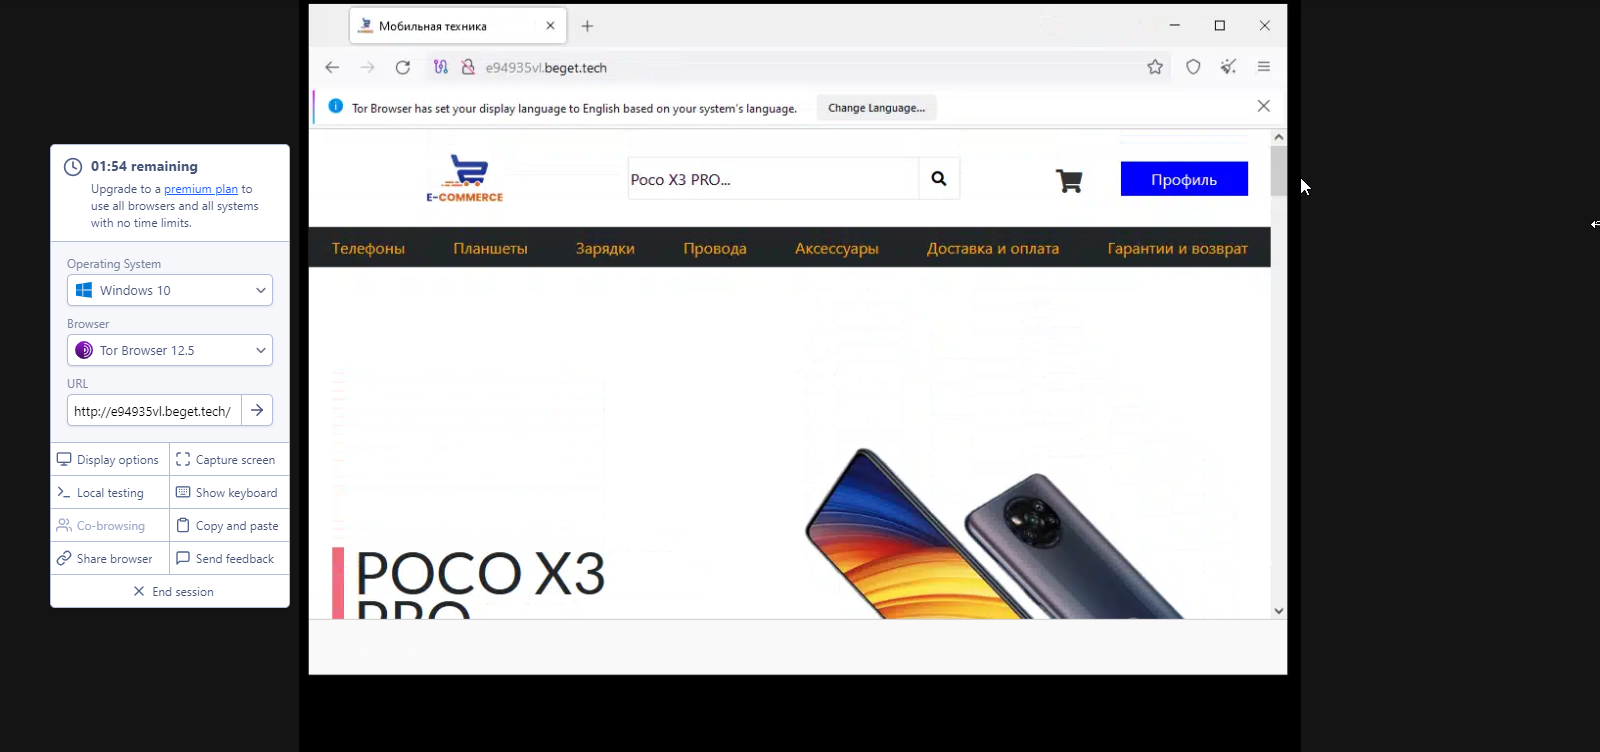 Мобильная техника
e94935vl.beget.tech
Tor Browser has set your display language to English based on your system's language.
Change Language...
01:54 remaining
Upgrade to a premium plan to
use all browsers and all systems
with no time limits.
Operating System
Windows 10
Browser
Tor Browser 12.5
URL
http://e94935vl.beget.tech/
Display options
Capture screen
Local testing
Show keyboard
Co-browsing
Copy and paste
Share browser
Send feedback
End session
E-COMMERCE
Poco X3 PRO...
Профиль
Телефоны
Планшеты
Зарядки
Провода
Аксессуары
Доставка и оплата
Гарантии и возврат
POCO X3
PRO